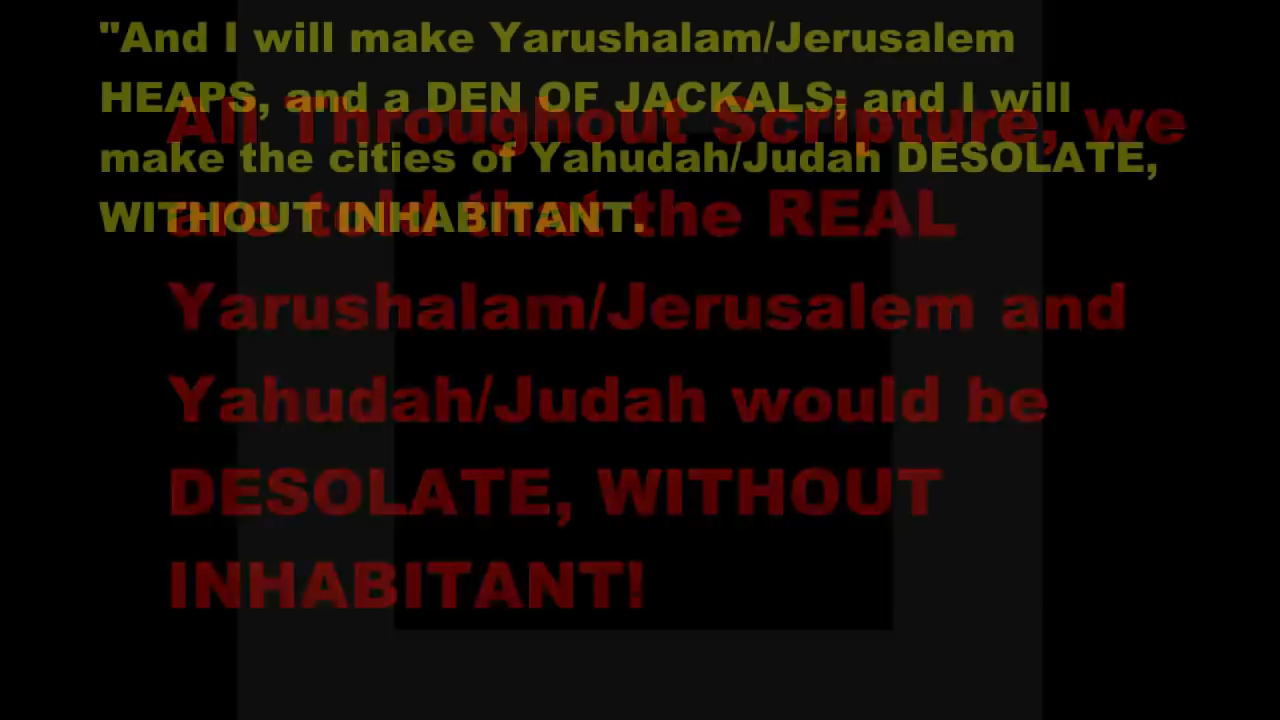 "And I will make Yarushalam/Jerusalem
HEAPS, and a DEN OF JACKALS; and I will
make the cities of Yahudah/Judah DESOLATE,
WITHOUT INHABITANT.
All Throughout Scripture, we
are told that the REAL
Yarushalam/Jerusalem and
Yahudah/Judah would be
DESOLATE, WITHOUT
INHABITANT!